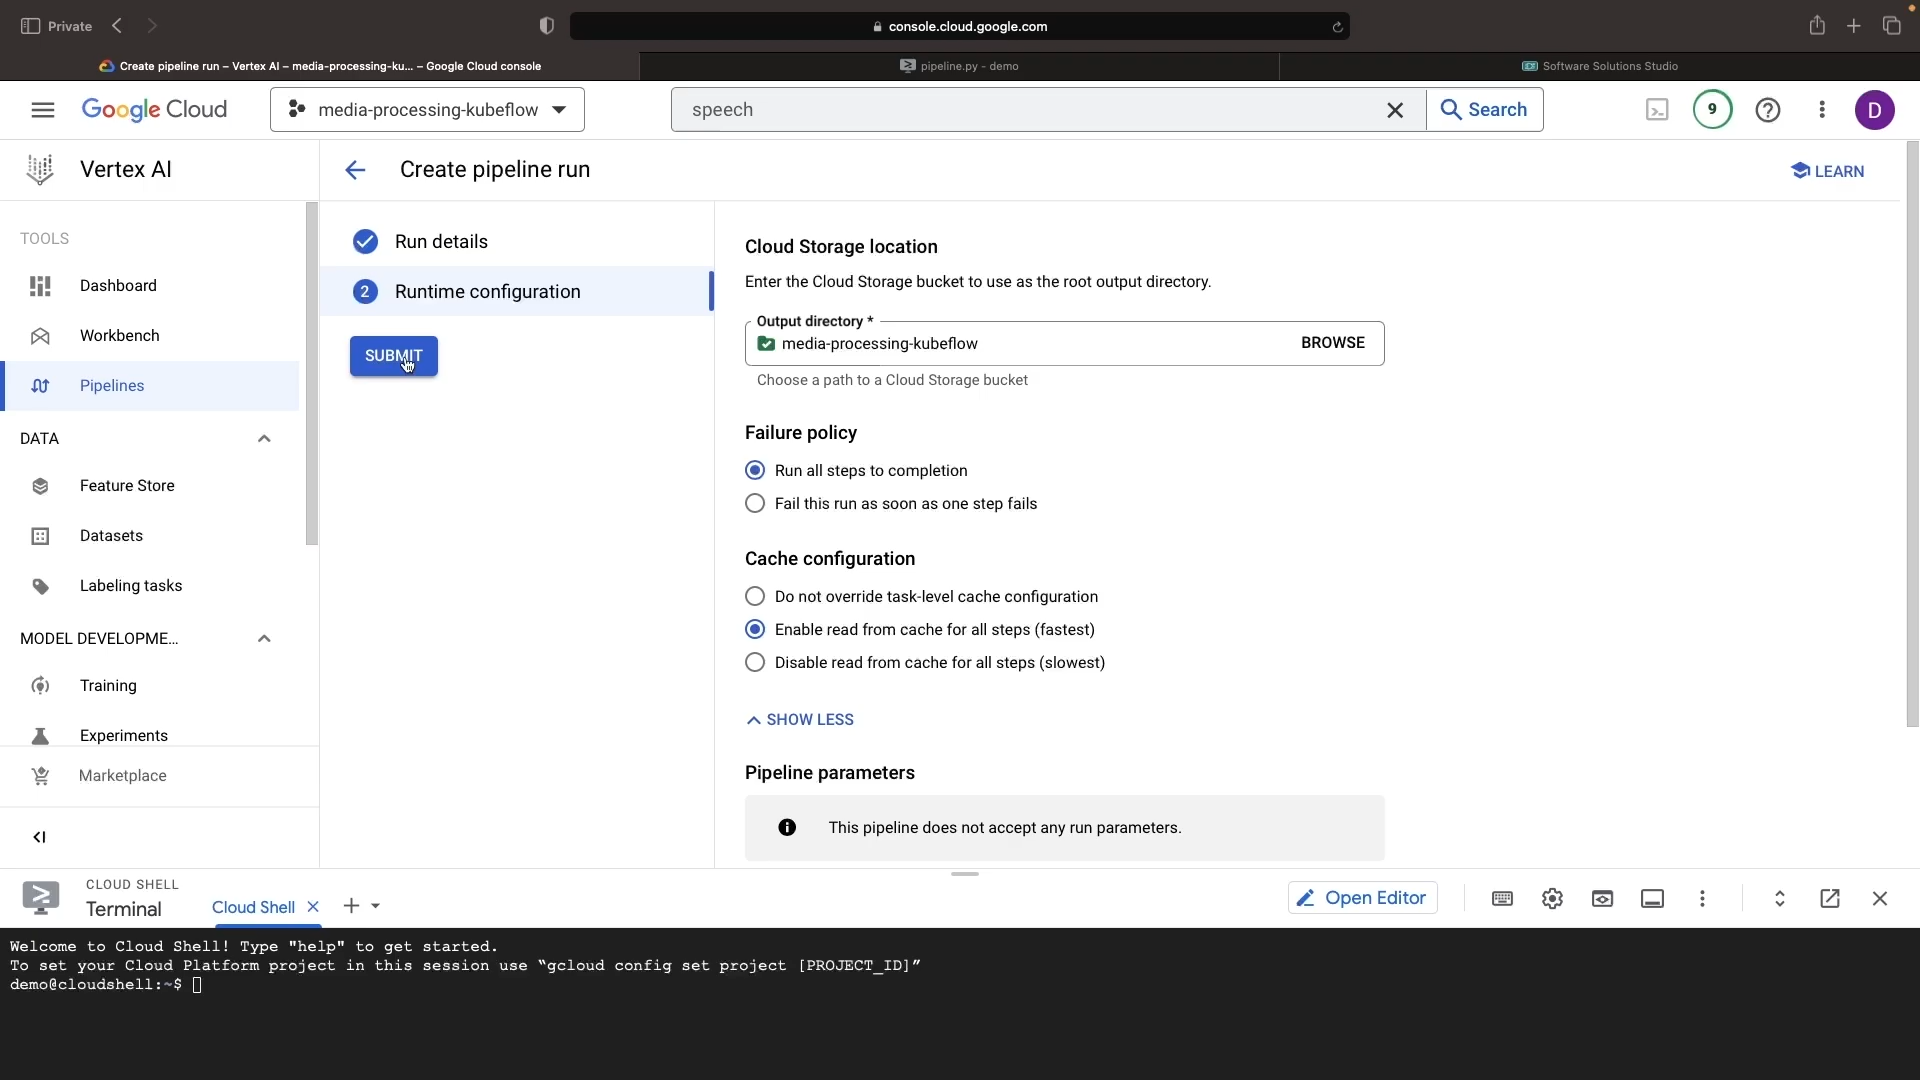 Private
console.cloud.google.com
Create pipeline run – Vertex AI – media-processing-ku... – Google Cloud console
pipeline.py - demo
Software Solutions Studio
Google Cloud
media-processing-kubeflow
speech
Search
9
D
Vertex AI
Create pipeline run
LEARN
TOOLS
Dashboard
Workbench
Pipelines
DATA
Feature Store
Datasets
Labeling tasks
MODEL DEVELOPME...
Training
Experiments
Marketplace
Run details
2 Runtime configuration
SUBMIT
Cloud Storage location
Enter the Cloud Storage bucket to use as the root output directory.
Output directory *
media-processing-kubeflow
BROWSE
Choose a path to a Cloud Storage bucket
Failure policy
Run all steps to completion
Fail this run as soon as one step fails
Cache configuration
Do not override task-level cache configuration
Enable read from cache for all steps (fastest)
Disable read from cache for all steps (slowest)
SHOW LESS
Pipeline parameters
This pipeline does not accept any run parameters.
CLOUD SHELL
Terminal
Cloud Shell
Open Editor
Welcome to Cloud Shell! Type "help" to get started.
To set your Cloud Platform project in this session use “gcloud config set project [PROJECT_ID]”
demo@cloudshell:~$